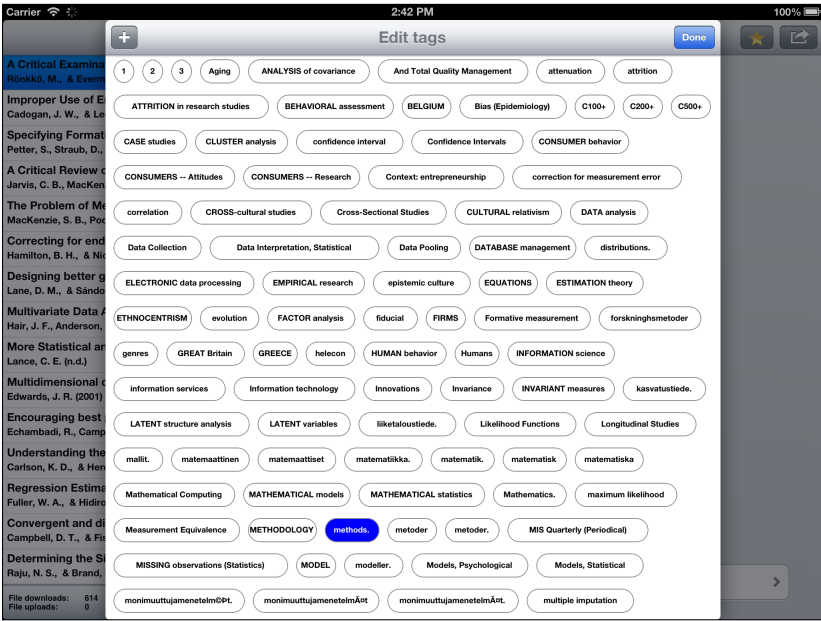 Carrier 2:42 PM 100%
Edit tags Done
A Critical Examina
Rönkkö, M., & Everm
Improper Use of E
Cadogan, J. W., & Le
Specifying Formati
Petter, S., Straub, D.,
A Critical Review o
Jarvis, C. B., MacKen
The Problem of Me
MacKenzie, S. B., Pod
Correcting for end
Hamilton, B. H., & Nic
Designing better g
Lane, D. M., & Sándo
Multivariate Data A
Hair, J. F., Anderson,
More Statistical an
Lance, C. E. (n.d.)
Multidimensional c
Edwards, J. R. (2001)
Encouraging best
Echambadi, R., Camp
Understanding the
Carlson, K. D., & Her
Regression Estima
Fuller, W. A., & Hidiro
Convergent and di
Campbell, D. T., & Fis
Determining the Si
Raju, N. S., & Brand,
File downloads: 614
File uploads: 0
1 2 3 Aging ANALYSIS of covariance And Total Quality Management attenuation attrition
ATTRITION in research studies BEHAVIORAL assessment BELGIUM Bias (Epidemiology) C100+ C200+ C500+
CASE studies CLUSTER analysis confidence interval Confidence Intervals CONSUMER behavior
CONSUMERS -- Attitudes CONSUMERS -- Research Context: entrepreneurship correction for measurement error
correlation CROSS-cultural studies Cross-Sectional Studies CULTURAL relativism DATA analysis
Data Collection Data Interpretation, Statistical Data Pooling DATABASE management distributions.
ELECTRONIC data processing EMPIRICAL research epistemic culture EQUATIONS ESTIMATION theory
ETHNOCENTRISM evolution FACTOR analysis fiducial FIRMS Formative measurement forskninghsmetoder
genres GREAT Britain GREECE helecon HUMAN behavior Humans INFORMATION science
information services Information technology Innovations Invariance INVARIANT measures kasvatustiede.
LATENT structure analysis LATENT variables liiketaloustiede. Likelihood Functions Longitudinal Studies
mallit. matemaattinen matemaattiset matematiikka. matematik. matematisk matematiska
Mathematical Computing MATHEMATICAL models MATHEMATICAL statistics Mathematics. maximum likelihood
Measurement Equivalence METHODOLOGY methods. metoder metoder. MIS Quarterly (Periodical)
MISSING observations (Statistics) MODEL modeller. Models, Psychological Models, Statistical
monimuuttujamenetelm©Þt. monimuuttujamenetelmÃ¤t monimuuttujamenetelmÃ¤t. multiple imputation